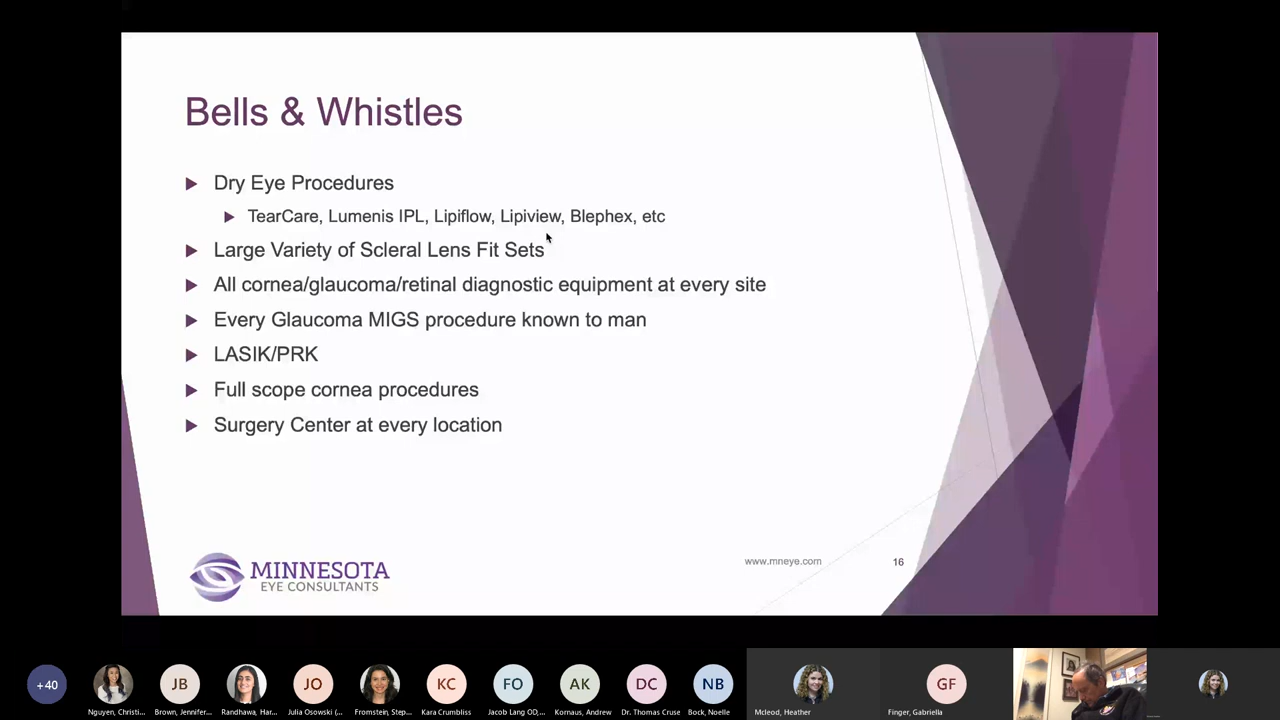 Bells & Whistles
Dry Eye Procedures
TearCare, Lumenis IPL, Lipiflow, Lipiview, Blephex, etc
Large Variety of Scleral Lens Fit Sets
All cornea/glaucoma/retinal diagnostic equipment at every site
Every Glaucoma MIGS procedure known to man
LASIK/PRK
Full scope cornea procedures
Surgery Center at every location
MINNESOTA
EYE CONSULTANTS
www.mneye.com
16
+40
JB
JO
KC
FO
AK
DC
NB
GF
Nguyen, Christi...
Brown, Jennifer...
Randhawa, Har...
Julia Osowski (...
Fromstein, Step...
Kara Crumbliss
Jacob Lang OD,...
Kornaus, Andrew
Dr. Thomas Cruse
Bock, Noelle
Mcleod, Heather
Finger, Gabriella